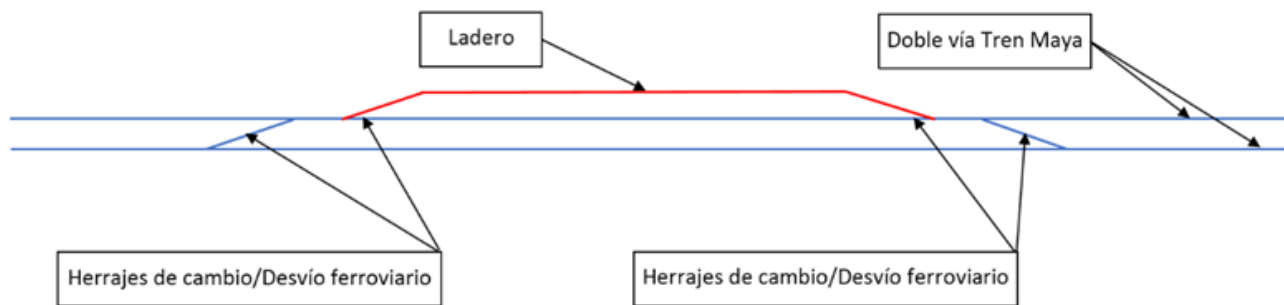 Ladero
Doble vía Tren Maya
Herrajes de cambio/Desvío ferroviario
Herrajes de cambio/Desvío ferroviario